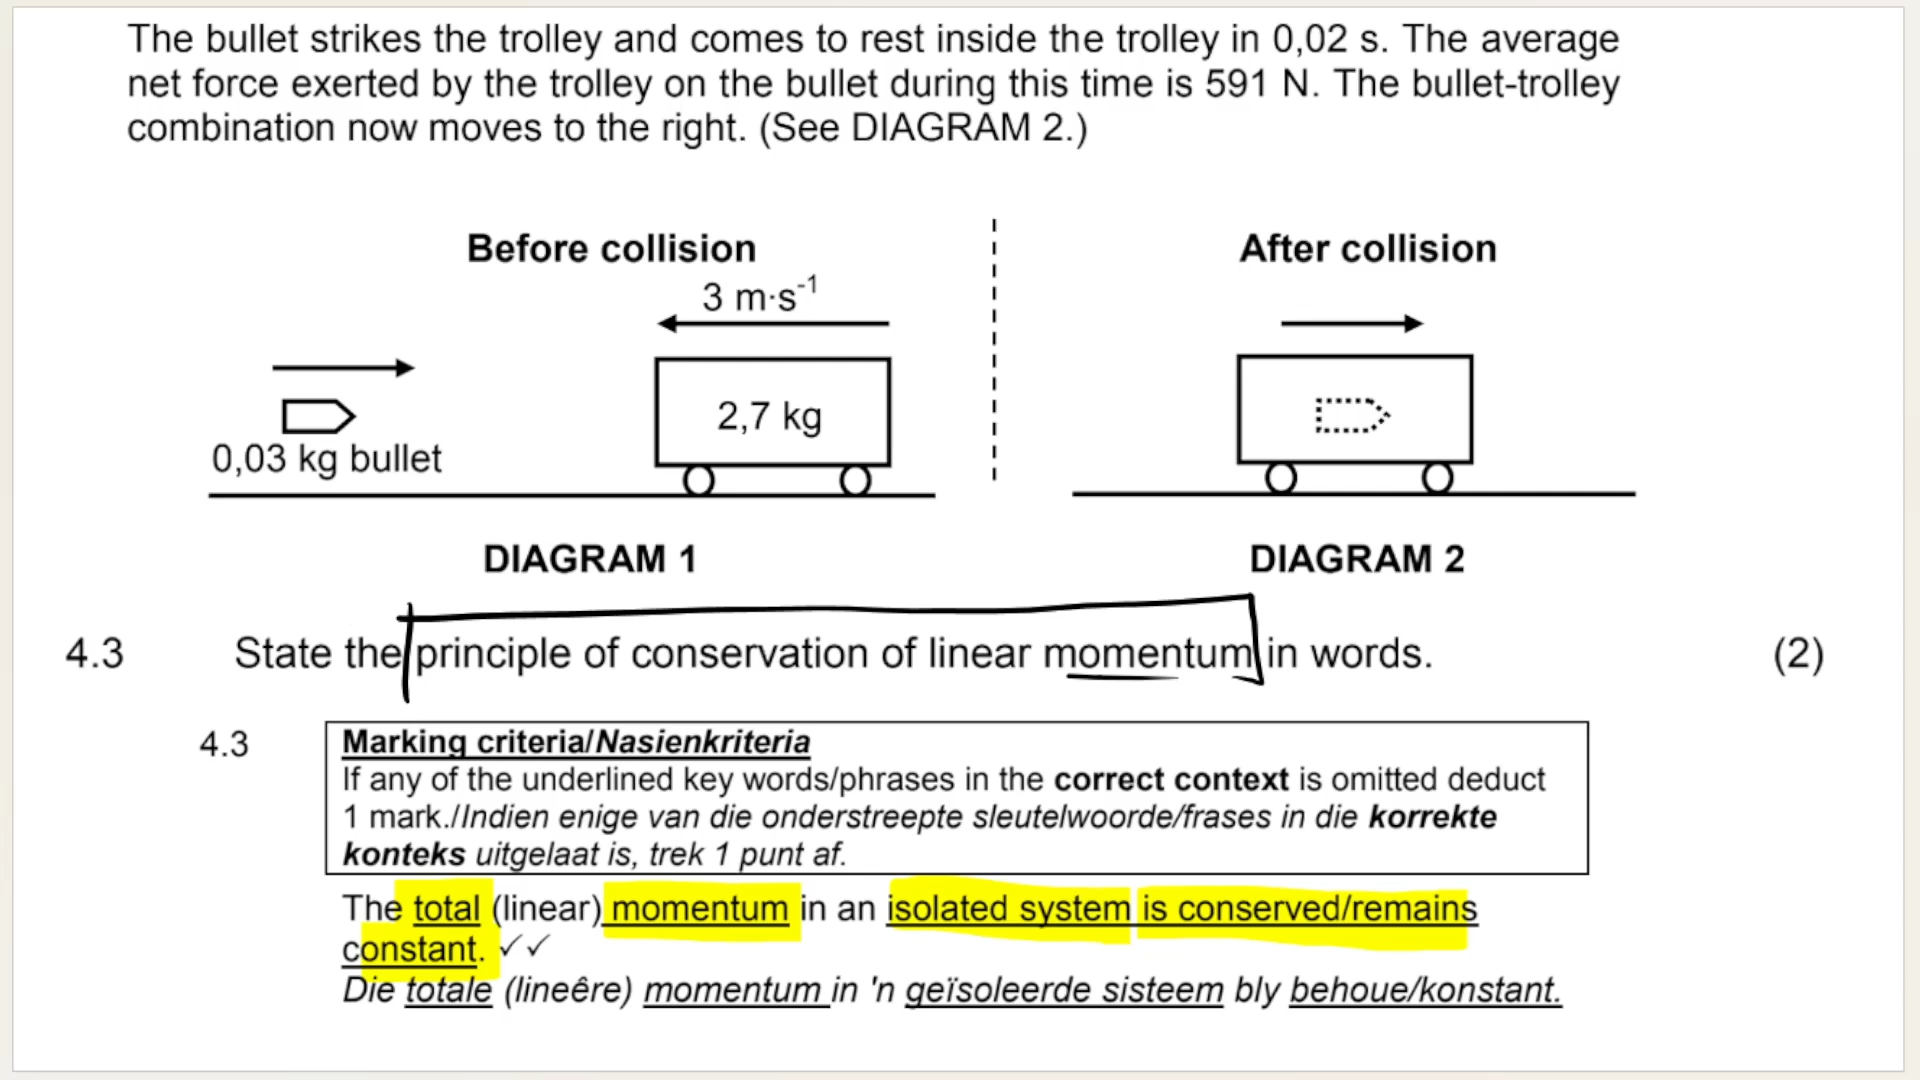 The bullet strikes the trolley and comes to rest inside the trolley in 0,02 s. The average
net force exerted by the trolley on the bullet during this time is 591 N. The bullet-trolley
combination now moves to the right. (See DIAGRAM 2.)
Before collision
After collision
3 m·s⁻¹
2,7 kg
0,03 kg bullet
DIAGRAM 1
DIAGRAM 2
4.3 State the principle of conservation of linear momentum in words. (2)
4.3 Marking criteria/Nasienkriteria
If any of the underlined key words/phrases in the correct context is omitted deduct
1 mark./Indien enige van die onderstreepte sleutelwoorde/frases in die korrekte
konteks uitgelaat is, trek 1 punt af.
The total (linear) momentum in an isolated system is conserved/remains
constant. ✓✓
Die totale (lineêre) momentum in 'n geïsoleerde sisteem bly behoue/konstant.